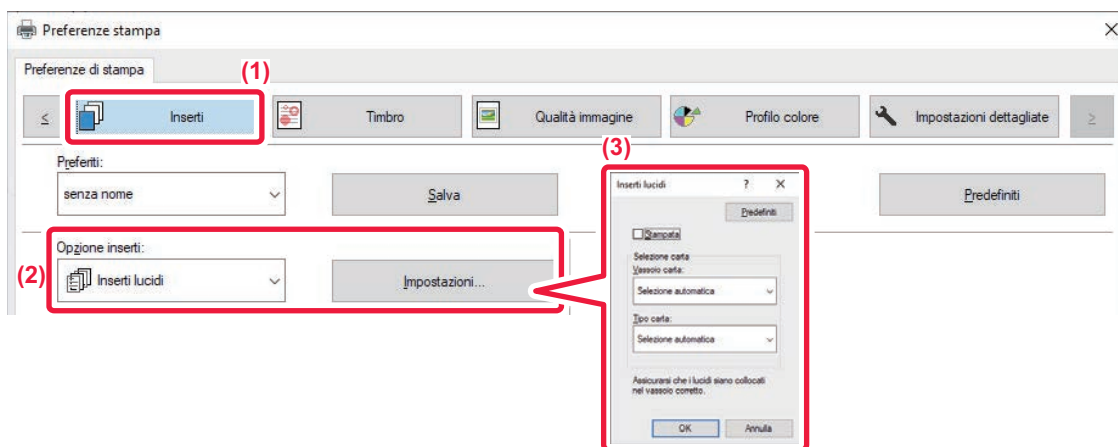 Preferenze stampa
Preferenze di stampa
(1)
< Inserti Timbro Qualità immagine Profilo colore Impostazioni dettagliate >
(3)
Preferiti:
senza nome Salva Predefiniti
(2)
Opzione inserti:
Inserti lucidi Impostazioni...
Inserti lucidi ? X
Predefiniti
Stampata
Selezione carta
Vassoio carta:
Selezione automatica
Tipo carta:
Selezione automatica
Assicurarsi che i lucidi siano collocati
nel vassoio corretto.
OK Annulla